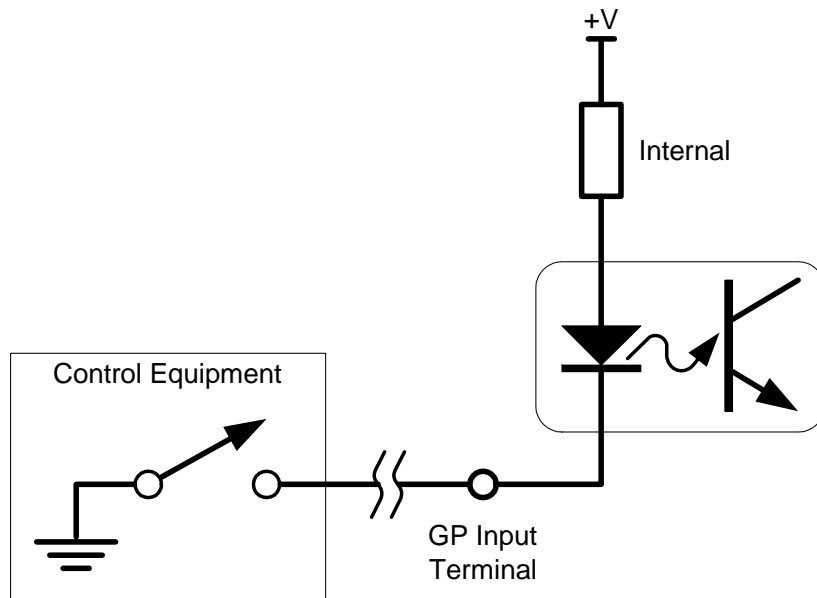 +V
Internal
Control Equipment
GP Input
Terminal